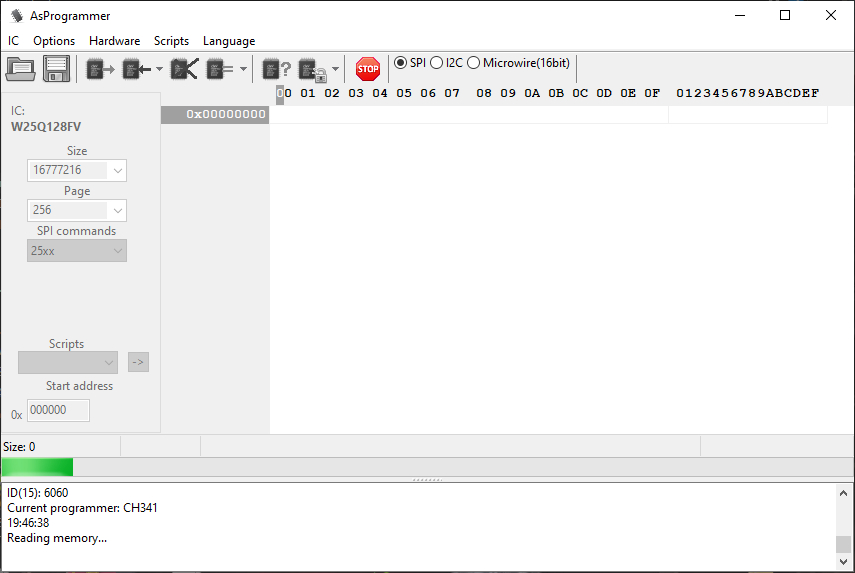 AsProgrammer
IC Options Hardware Scripts Language
STOP SPI I2C Microwire(16bit)
00 01 02 03 04 05 06 07 08 09 0A 0B 0C 0D 0E 0F 0123456789ABCDEF
0x00000000
IC:
W25Q128FV
Size
16777216
Page
256
SPI commands
25xx
Scripts
->
Start address
0x 000000
Size: 0
ID(15): 6060
Current programmer: CH341
19:46:38
Reading memory...